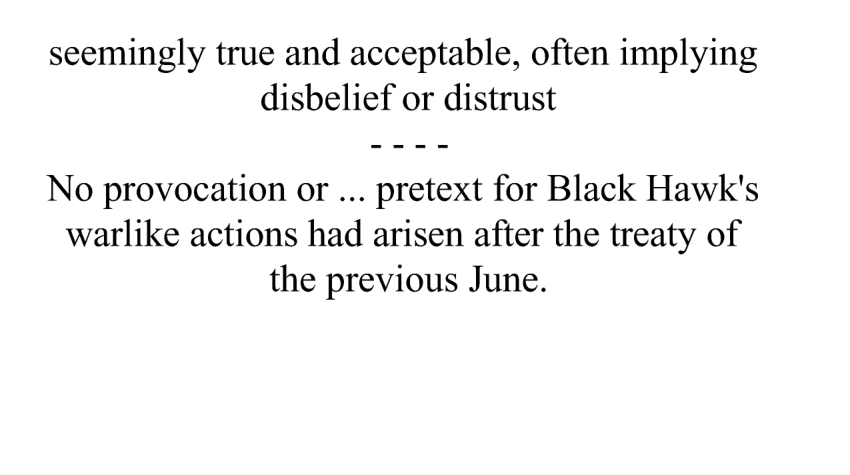 seemingly true and acceptable, often implying
disbelief or distrust
- - - -
No provocation or ... pretext for Black Hawk's
warlike actions had arisen after the treaty of
the previous June.